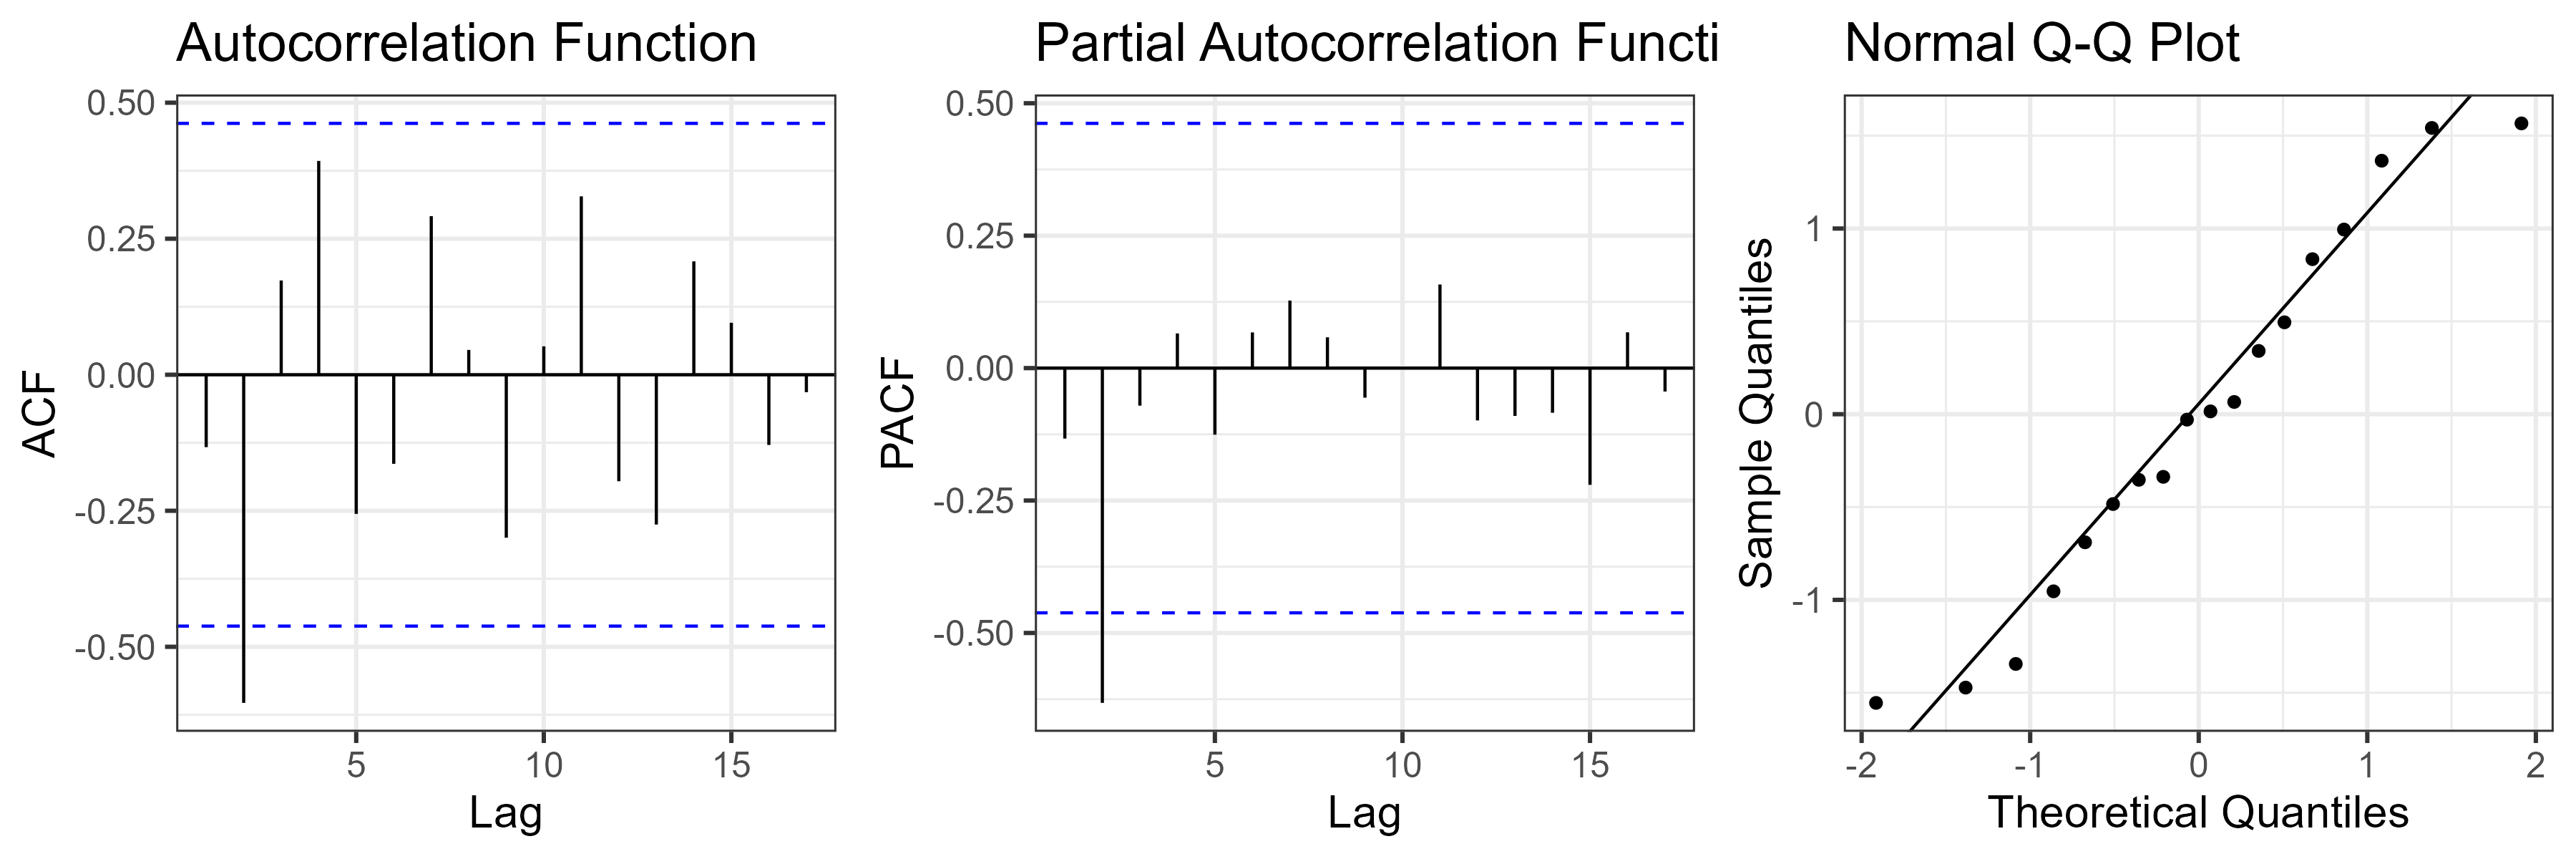 Autocorrelation Function
0.50
0.25
0.00
-0.25
-0.50
ACF
5 10 15
Lag
Partial Autocorrelation Functi
0.50
0.25
0.00
-0.25
-0.50
PACF
5 10 15
Lag
Normal Q-Q Plot
1
0
-1
Sample Quantiles
-2 -1 0 1 2
Theoretical Quantiles